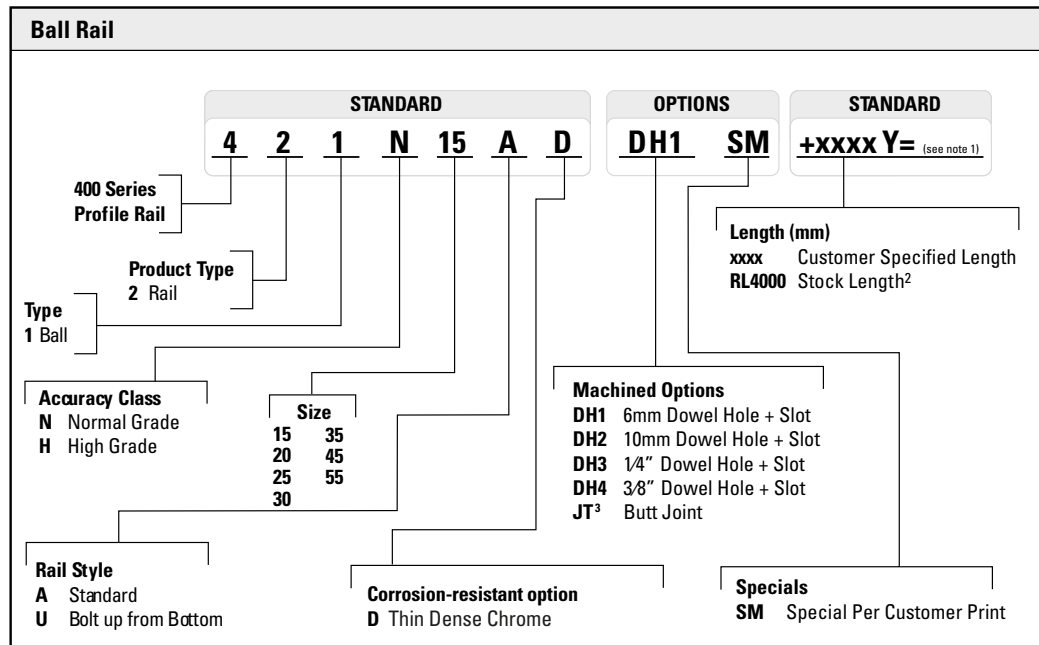 Ball Rail
STANDARD
OPTIONS
STANDARD
4 2 1 N 15 A D
DH1 SM
+xxxx Y= (see note 1)
400 Series
Profile Rail
Product Type
2 Rail
Type
1 Ball
Length (mm)
xxxx Customer Specified Length
RL4000 Stock Length²
Accuracy Class
N Normal Grade
H High Grade
Size
15 35
20 45
25 55
30
Machined Options
DH1 6mm Dowel Hole + Slot
DH2 10mm Dowel Hole + Slot
DH3 1⁄4” Dowel Hole + Slot
DH4 3⁄8” Dowel Hole + Slot
JT³ Butt Joint
Rail Style
A Standard
U Bolt up from Bottom
Corrosion-resistant option
D Thin Dense Chrome
Specials
SM Special Per Customer Print